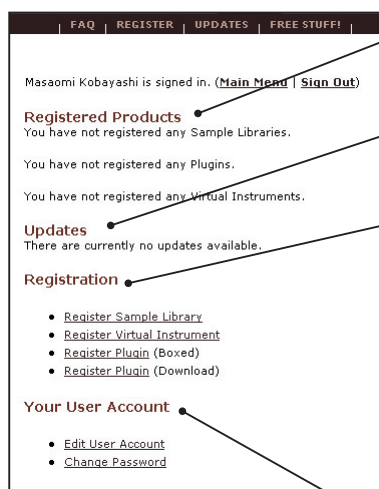 FAQ | REGISTER | UPDATES | FREE STUFF!
Masaomi Kobayashi is signed in. (Main Menu | Sign Out)
Registered Products
You have not registered any Sample Libraries.
You have not registered any Plugins.
You have not registered any Virtual Instruments.
Updates
There are currently no updates available.
Registration
• Register Sample Library
• Register Virtual Instrument
• Register Plugin (Boxed)
• Register Plugin (Download)
Your User Account
• Edit User Account
• Change Password